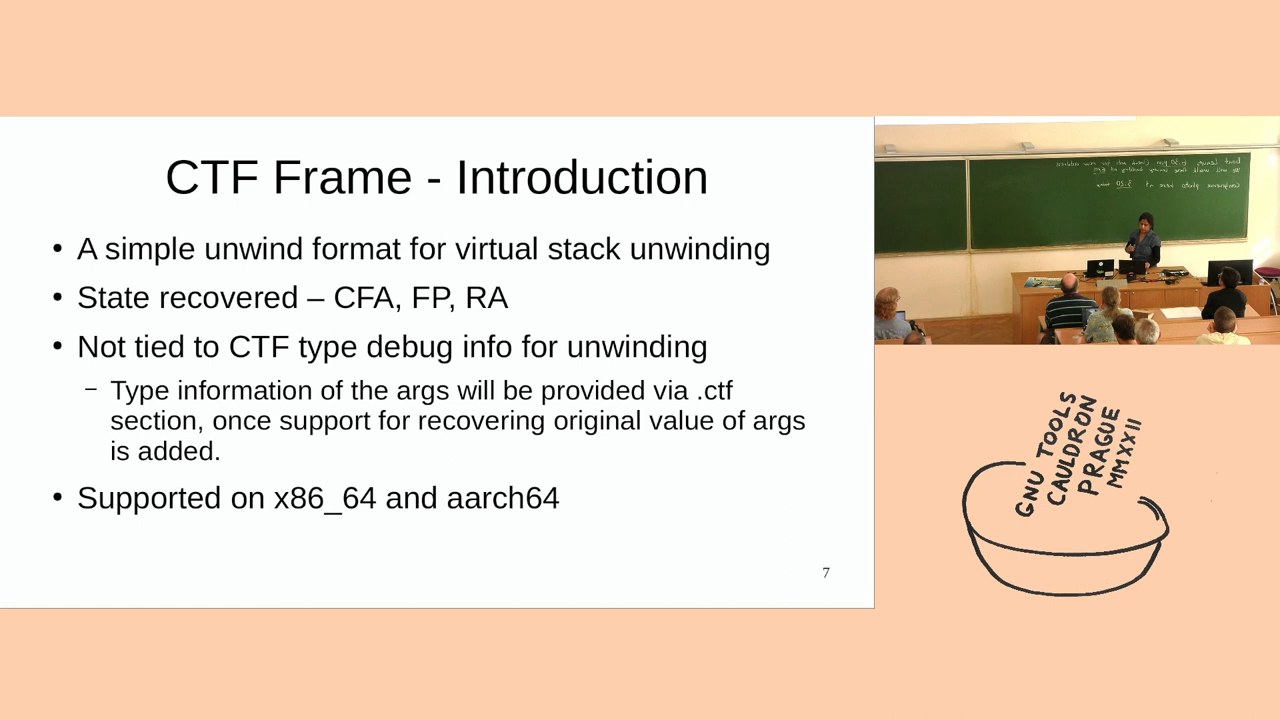 CTF Frame - Introduction
• A simple unwind format for virtual stack unwinding
• State recovered – CFA, FP, RA
• Not tied to CTF type debug info for unwinding
– Type information of the args will be provided via .ctf
section, once support for recovering original value of args
is added.
• Supported on x86_64 and aarch64
7
GNU TOOLS
CAULDRON
PRAGUE
MMXXII